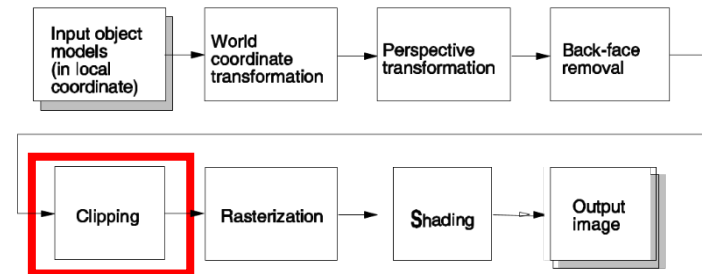 Input object
models
(in local
coordinate)
World
coordinate
transformation
Perspective
transformation
Back-face
removal
Clipping
Rasterization
Shading
Output
image